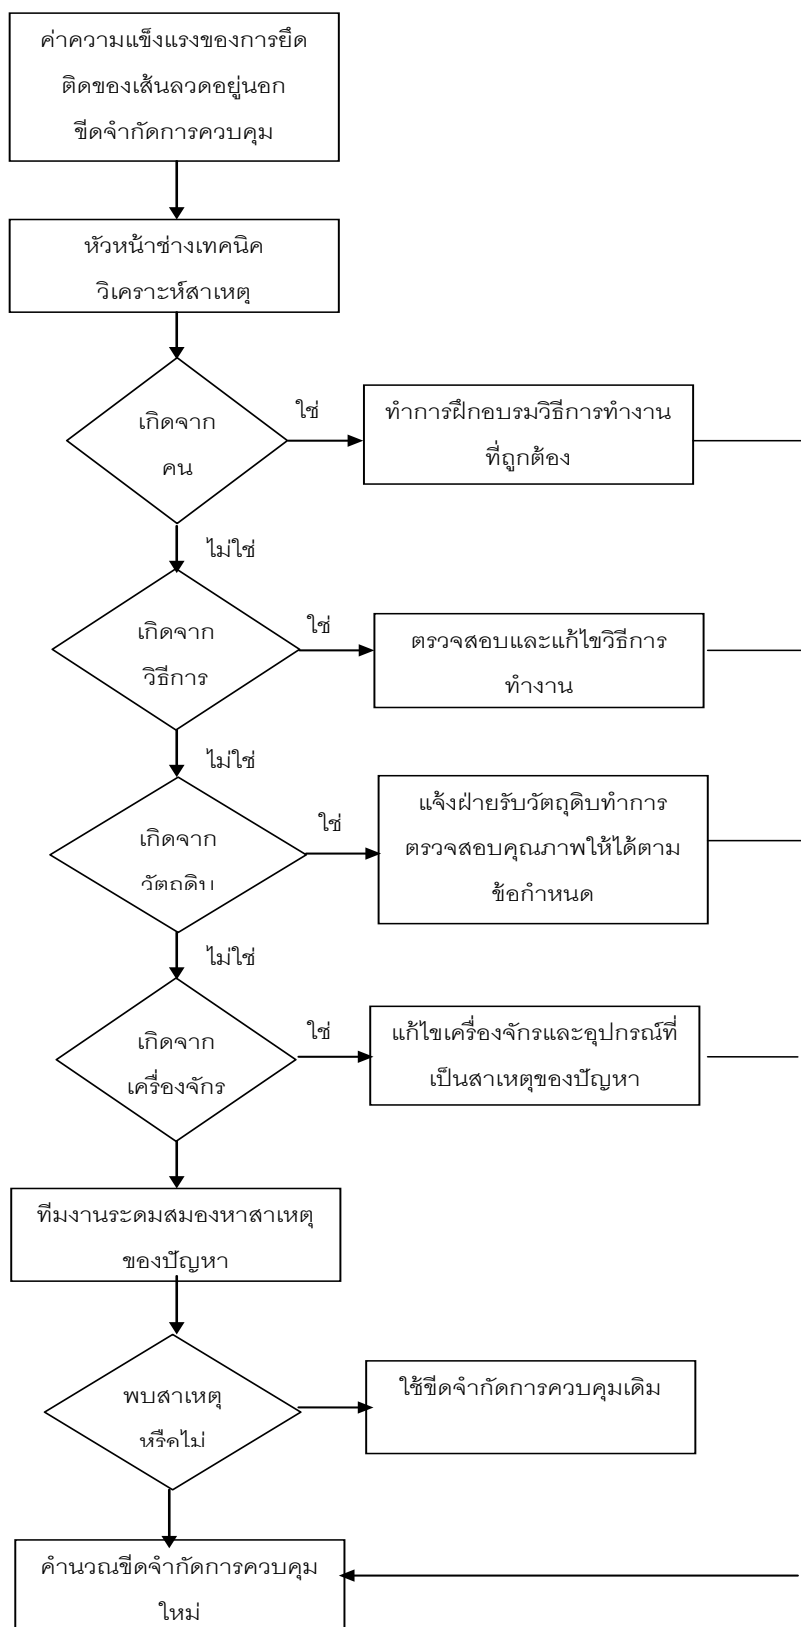 ค่าความแข็งแรงของการยึด
ติดของเส้นลวดอยู่นอก
ขีดจำกัดการควบคุม
หัวหน้าช่างเทคนิค
วิเคราะห์สาเหตุ
เกิดจาก
คน
ใช่
ทำการฝึกอบรมวิธีการทำงาน
ที่ถูกต้อง
ไม่ใช่
เกิดจาก
วิธีการ
ใช่
ตรวจสอบและแก้ไขวิธีการ
ทำงาน
ไม่ใช่
เกิดจาก
วัตถุดิบ
ใช่
แจ้งฝ่ายรับวัตถุดิบทำการ
ตรวจสอบคุณภาพให้ได้ตาม
ข้อกำหนด
ไม่ใช่
เกิดจาก
เครื่องจักร
ใช่
แก้ไขเครื่องจักรและอุปกรณ์ที่
เป็นสาเหตุของปัญหา
ทีมงานระดมสมองหาสาเหตุ
ของปัญหา
พบสาเหตุ
หรือไม่
ใช้ขีดจำกัดการควบคุมเดิม
คำนวณขีดจำกัดการควบคุม
ใหม่